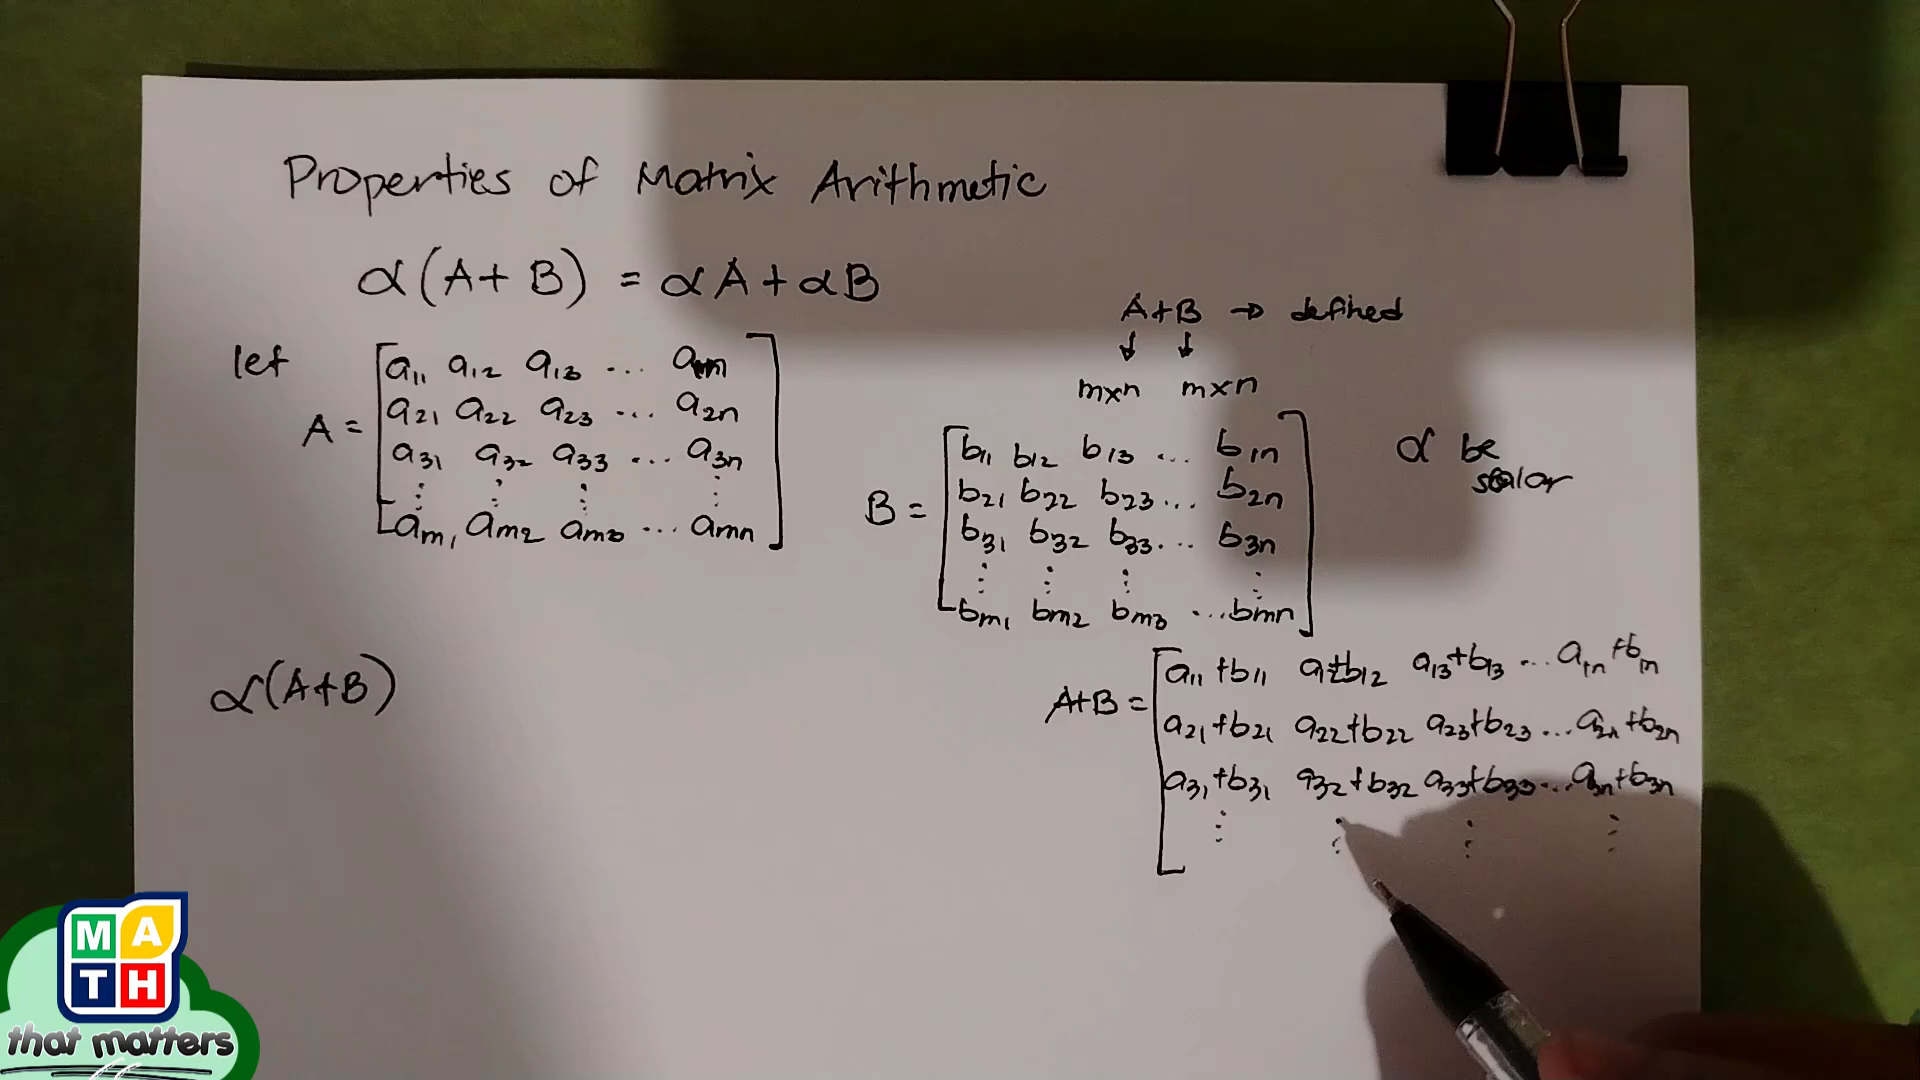 Properties of Matrix Arithmetic
α(A+B) = αA+αB
A+B → defined
↓ ↓
m×n m×n
let
A = [a11 a12 a13 ... a1n
a21 a22 a23 ... a2n
a31 a32 a33 ... a3n
⋮ ⋮ ⋮ ⋮
am1 am2 am3 ... amn]
B = [b11 b12 b13 ... b1n
b21 b22 b23 ... b2n
b31 b32 b33 ... b3n
⋮ ⋮ ⋮ ⋮
bm1 bm2 bm3 ... bmn]
α be
scalar
α(A+B)
A+B = [a11+b11 a12+b12 a13+b13 ... a1n+b1n
a21+b21 a22+b22 a23+b23 ... a2n+b2n
a31+b31 a32+b32 a33+b33 ... a3n+b3n
⋮ ⋮ ⋮ ⋮
MATH
that matters